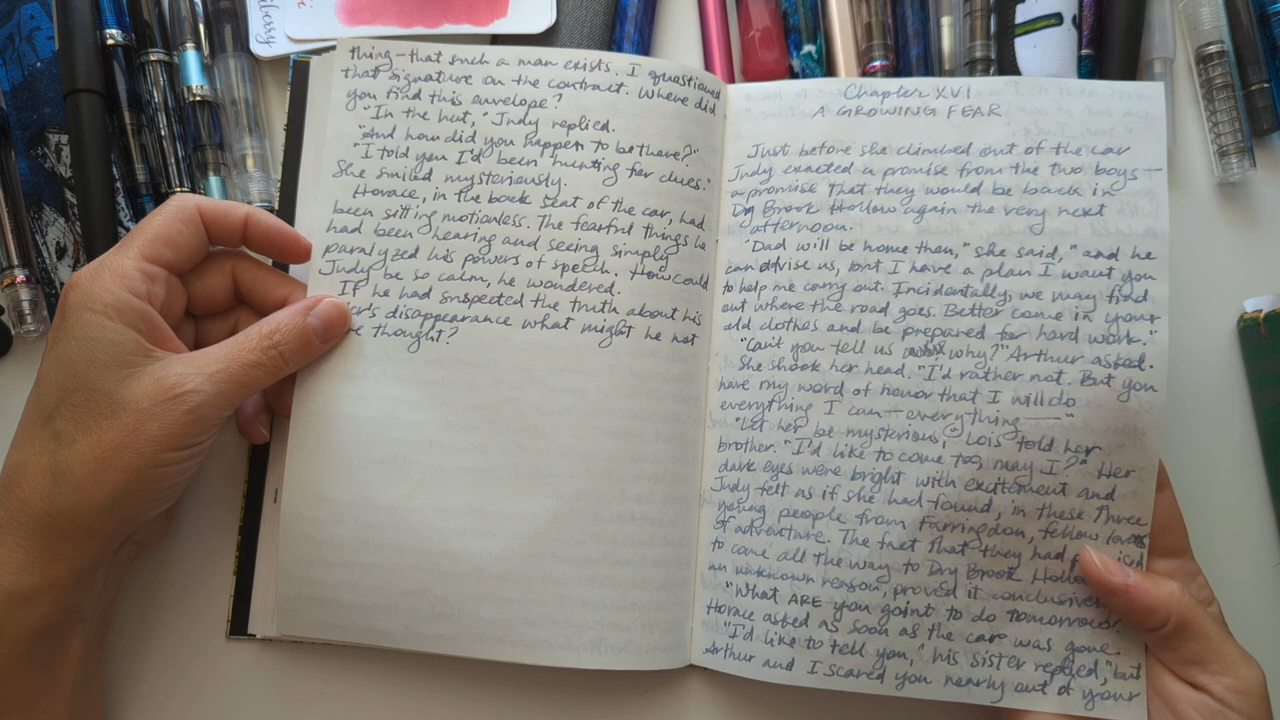 thing—that such a man exists. I questioned
that signature on the contract. Where did
you find this envelope?
"In the hut," Judy replied.
"And how did you happen to be there?"
"I told you I'd been hunting for clues."
She smiled mysteriously.
Horace, in the back seat of the car, had
been sitting motionless. The fearful things he
had been hearing and seeing simply
paralyzed his powers of speech. How could
Judy be so calm, he wondered.
If he had suspected the truth about his
er's disappearance what might he not
e thought?
Chapter XVI
A GROWING FEAR
Just before she climbed out of the car
Judy exacted a promise from the two boys—
a promise that they would be back in
Dry Brook Hollow again the very next
afternoon.
"Dad will be home then," she said, "and he
can advise us, but I have a plan I want you
to help me carry out. Incidentally, we may find
out where the road goes. Better come in your
old clothes and be prepared for hard work."
"Can't you tell us why?" Arthur asked.
She shook her head. "I'd rather not. But you
have my word of honor that I will do
everything I can—everything——"
"Let her be mysterious," Lois told her
brother. "I'd like to come too, may I?" Her
dark eyes were bright with excitement and
Judy felt as if she had found, in these three
young people from Farringdon, fellow lovers
of adventure. The fact that they had
to come all the way to Dry Brook Hollo
an unknown reason, proved it conclusivel
"What ARE you goint to do tomorrow?
Horace asked as soon as the car was gone.
"I'd like to tell you," his sister replied, "but
Arthur and I scared you nearly out of your